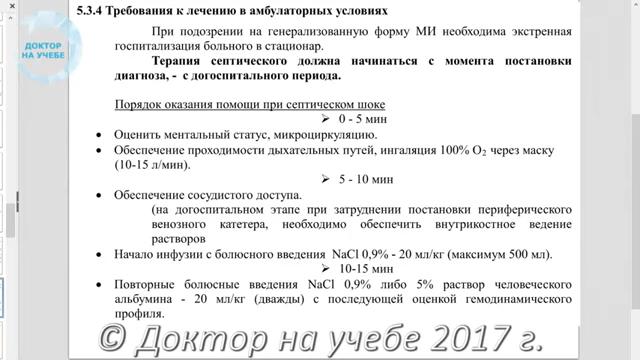 ДОКТОР
НА УЧЕБЕ
5.3.4 Требования к лечению в амбулаторных условиях
При подозрении на генерализованную форму МИ необходима экстренная
госпитализация больного в стационар.
Терапия септического должна начинаться с момента постановки
диагноза, - с догоспитального периода.
Порядок оказания помощи при септическом шоке
➢ 0 - 5 мин
• Оценить ментальный статус, микроциркуляцию.
• Обеспечение проходимости дыхательных путей, ингаляция 100% O₂ через маску
(10-15 л/мин).
➢ 5 - 10 мин
• Обеспечение сосудистого доступа.
(на догоспитальном этапе при затруднении постановки периферического
венозного катетера, необходимо обеспечить внутрикостное ведение
растворов
• Начало инфузии с болюсного введения NaCl 0,9% - 20 мл/кг (максимум 500 мл).
➢ 10-15 мин
• Повторные болюсные введения NaCl 0,9% либо 5% раствор человеческого
альбумина - 20 мл/кг (дважды) с последующей оценкой гемодинамического
профиля.
© Доктор на учебе 2017 г.